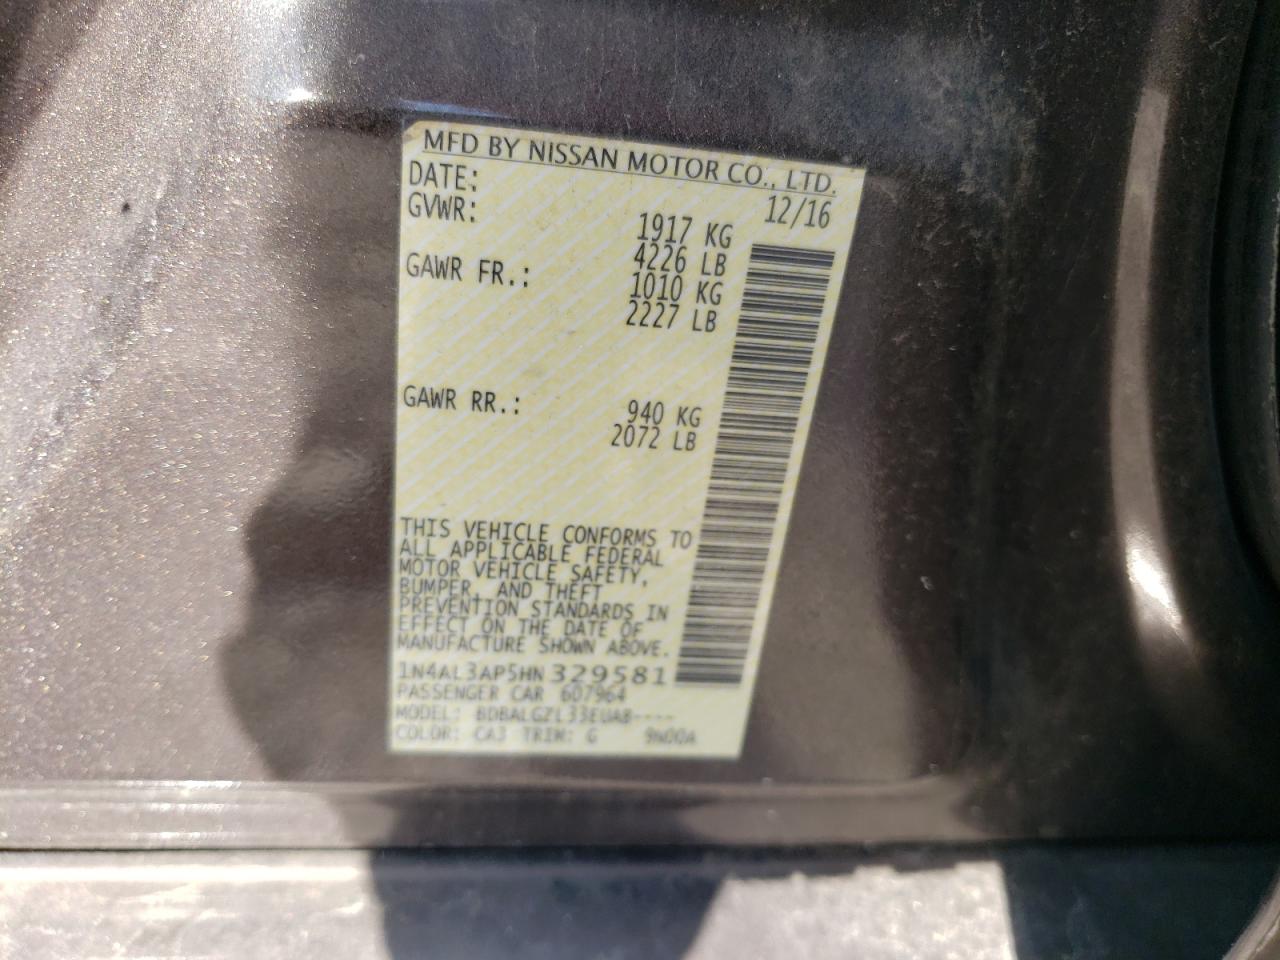 MFD BY NISSAN MOTOR CO., LTD.
DATE: 12/16
GVWR: 1917 KG
4226 LB
GAWR FR.: 1010 KG
2227 LB
GAWR RR.: 940 KG
2072 LB
THIS VEHICLE CONFORMS TO
ALL APPLICABLE FEDERAL
MOTOR VEHICLE SAFETY,
BUMPER, AND THEFT
PREVENTION STANDARDS IN
EFFECT ON THE DATE OF
MANUFACTURE SHOWN ABOVE.
1N4AL3AP5HN329581
PASSENGER CAR 607964
MODEL: BDBALGZL33EUAB----
COLOR: CA3 TRIM: G 9N00A